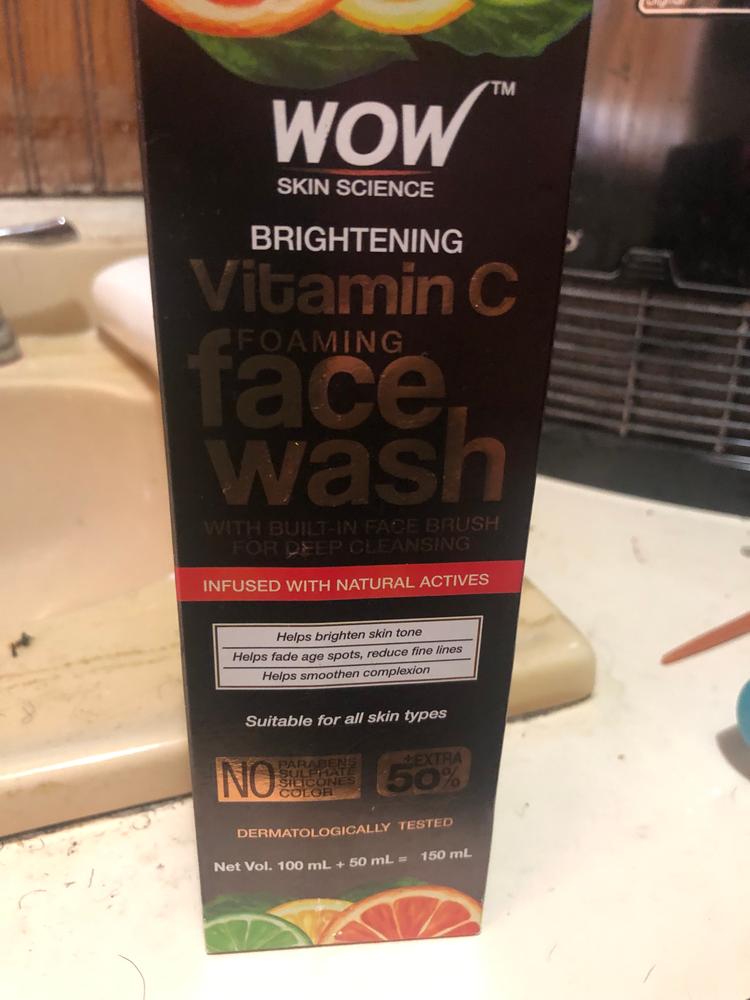 WOW™
SKIN SCIENCE
BRIGHTENING
Vitamin C
FOAMING
face
wash
WITH BUILT-IN FACE BRUSH
FOR DEEP CLEANSING
INFUSED WITH NATURAL ACTIVES
Helps brighten skin tone
Helps fade age spots, reduce fine lines
Helps smoothen complexion
Suitable for all skin types
NO PARABENS
SULPHATE
SILICONES
COLOR
+EXTRA
50%
DERMATOLOGICALLY TESTED
Net Vol. 100 mL + 50 mL = 150 mL